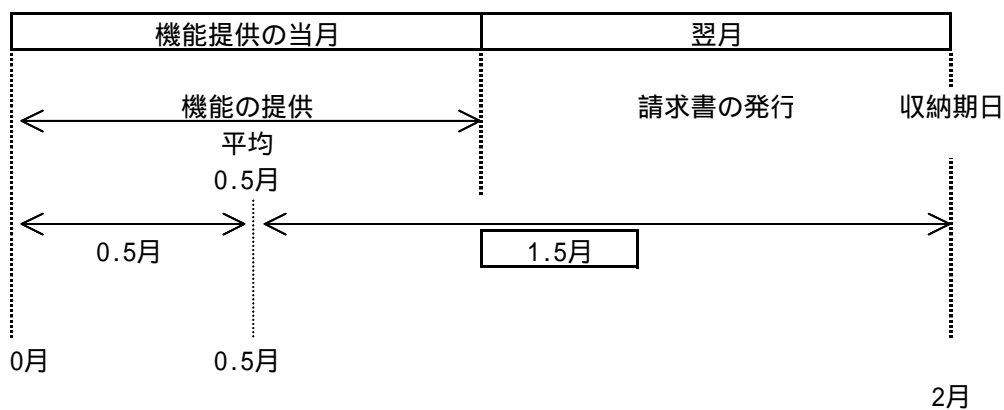 機能提供の当月 翌月
機能の提供 請求書の発行 収納期日
平均
0.5月
0.5月 1.5月
0月 0.5月
2月